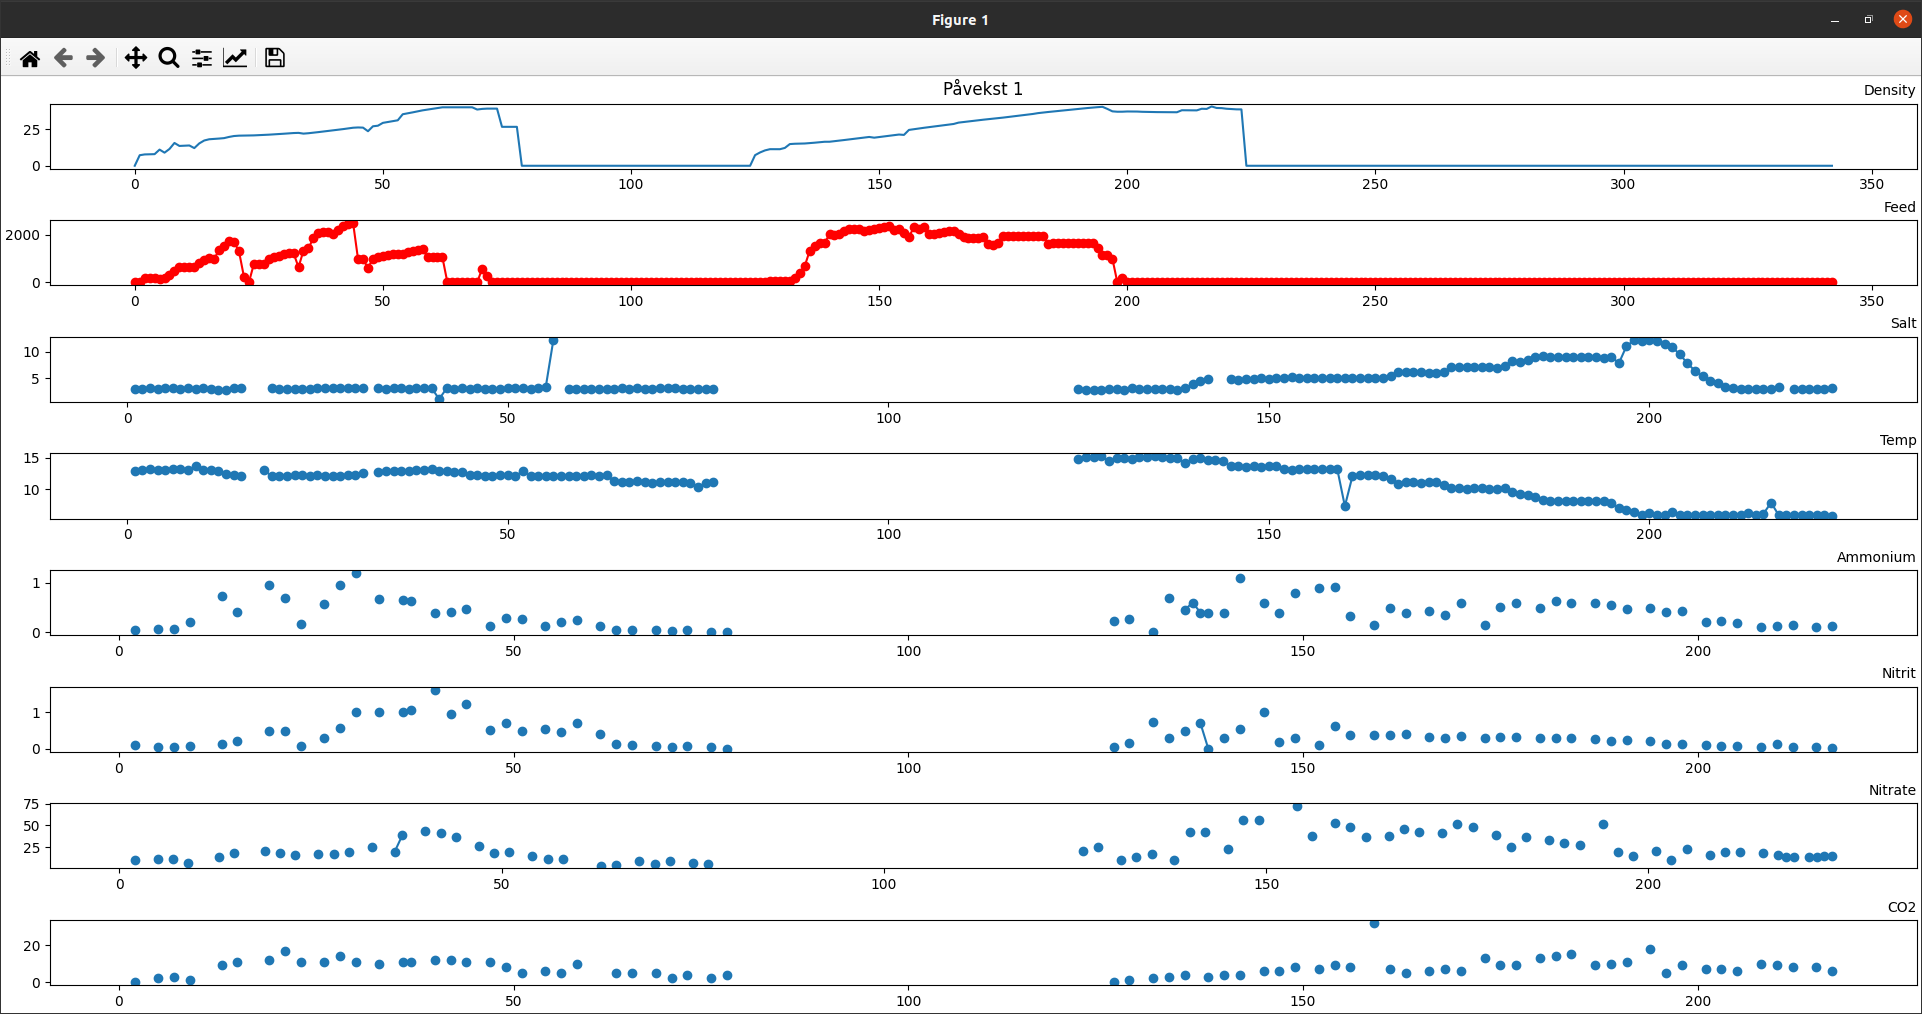 Figure 1
Påvekst 1
Density
25
0
0 50 100 150 200 250 300 350
Feed
2000
0
0 50 100 150 200 250 300 350
Salt
10
5
0 50 100 150 200
Temp
15
10
0 50 100 150 200
Ammonium
1
0
0 50 100 150 200
Nitrit
1
0
0 50 100 150 200
Nitrate
75
50
25
0 50 100 150 200
CO2
20
0
0 50 100 150 200